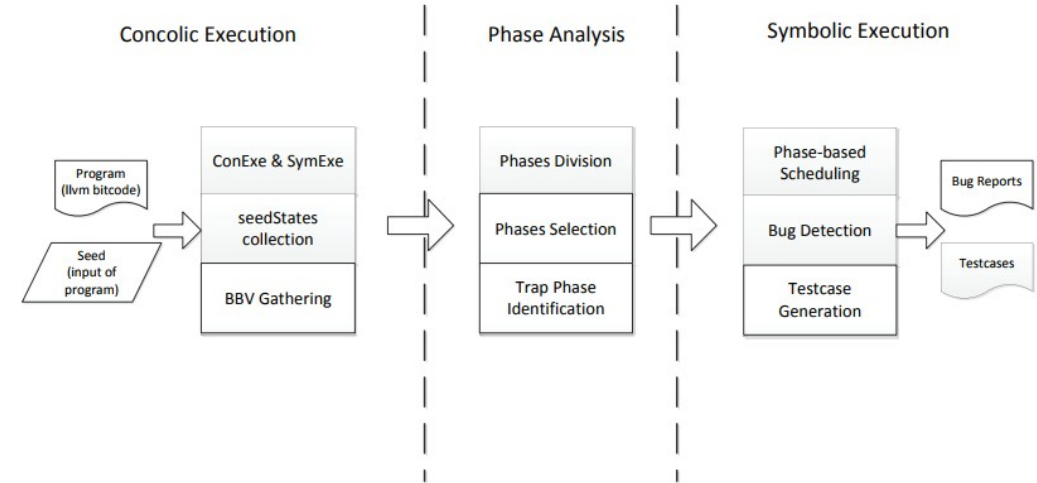 Concolic Execution
Phase Analysis
Symbolic Execution
Program
(llvm bitcode)
Seed
(input of
program)
ConExe & SymExe
seedStates
collection
BBV Gathering
Phases Division
Phases Selection
Trap Phase
Identification
Phase-based
Scheduling
Bug Detection
Testcase
Generation
Bug Reports
Testcases